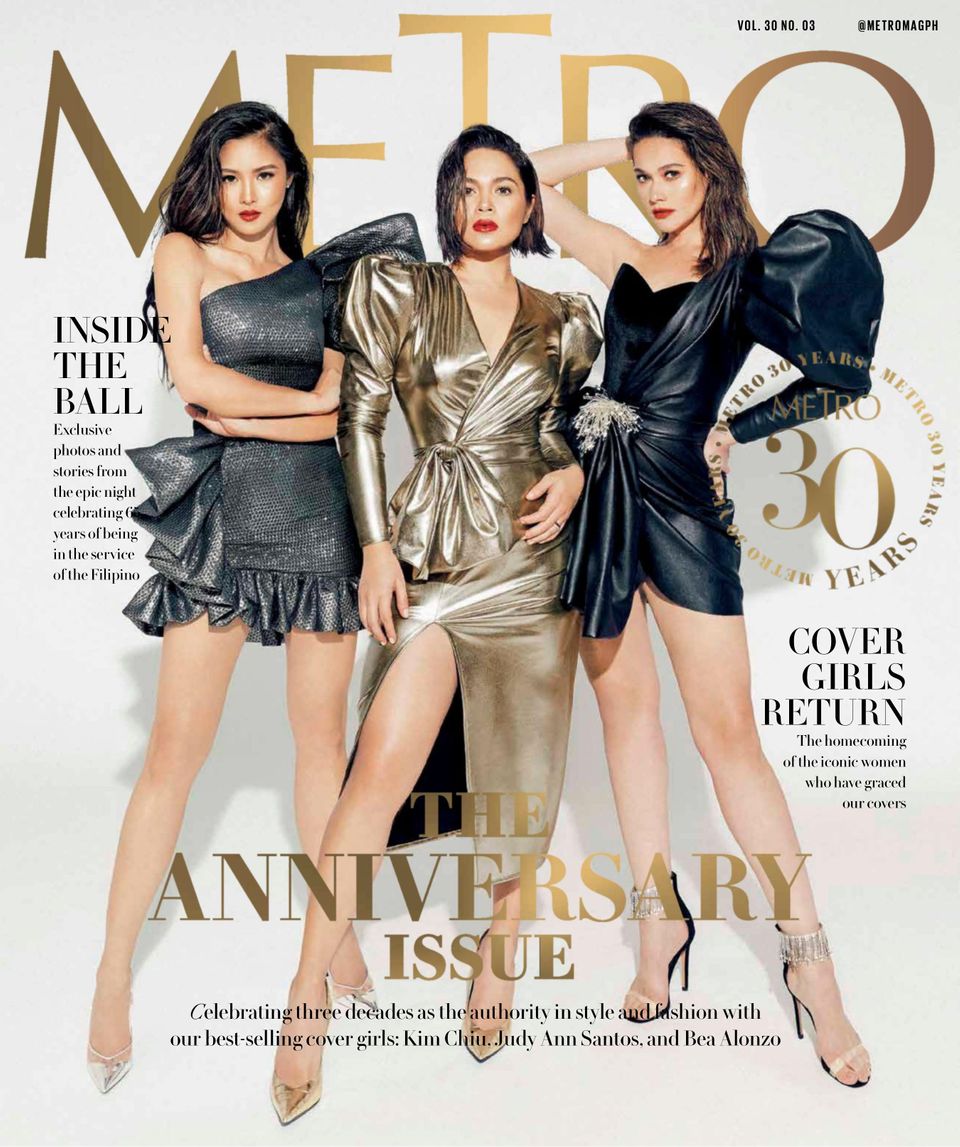 VOL. 30 NO. 03
@METROMAGPH
METRO
INSIDE
THE
BALL
Exclusive
photos and
stories from
the epic night
celebrating
years of being
in the service
of the Filipino
METRO 30 YEARS • METRO 30 YEARS • METRO 30 YEARS
METRO
30
YEARS
COVER
GIRLS
RETURN
The homecoming
of the iconic women
who have graced
our covers
THE
ANNIVERSARY
ISSUE
Celebrating three decades as the authority in style and fashion with
our best-selling cover girls: Kim Chiu, Judy Ann Santos, and Bea Alonzo